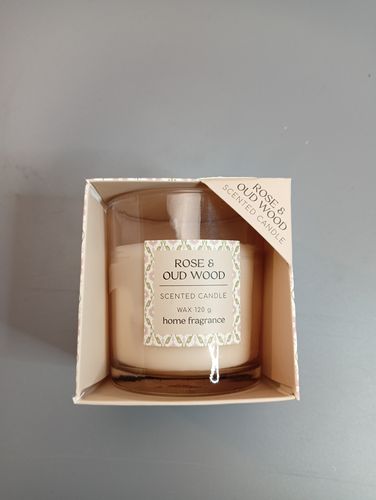 ROSE &
OUD WOOD
SCENTED CANDLE
ROSE &
OUD WOOD
SCENTED CANDLE
WAX 120 g
home fragrance